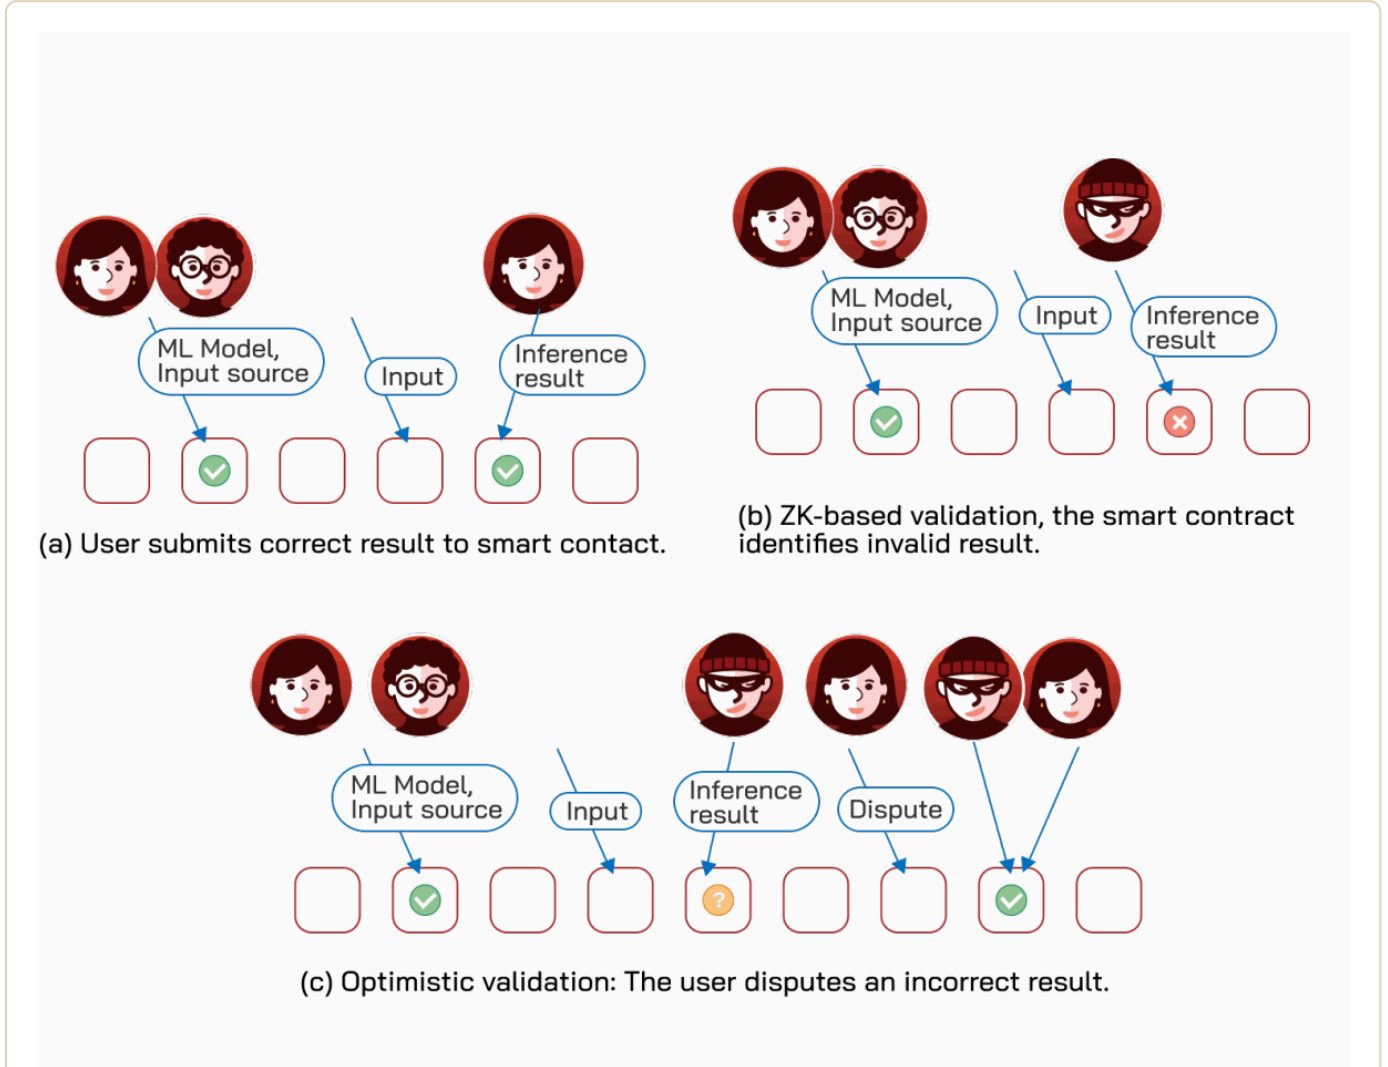 ML Model,
Input source
Input
Inference
result
(a) User submits correct result to smart contact.
ML Model,
Input source
Input
Inference
result
(b) ZK-based validation, the smart contract
identifies invalid result.
ML Model,
Input source
Input
Inference
result
Dispute
?
(c) Optimistic validation: The user disputes an incorrect result.